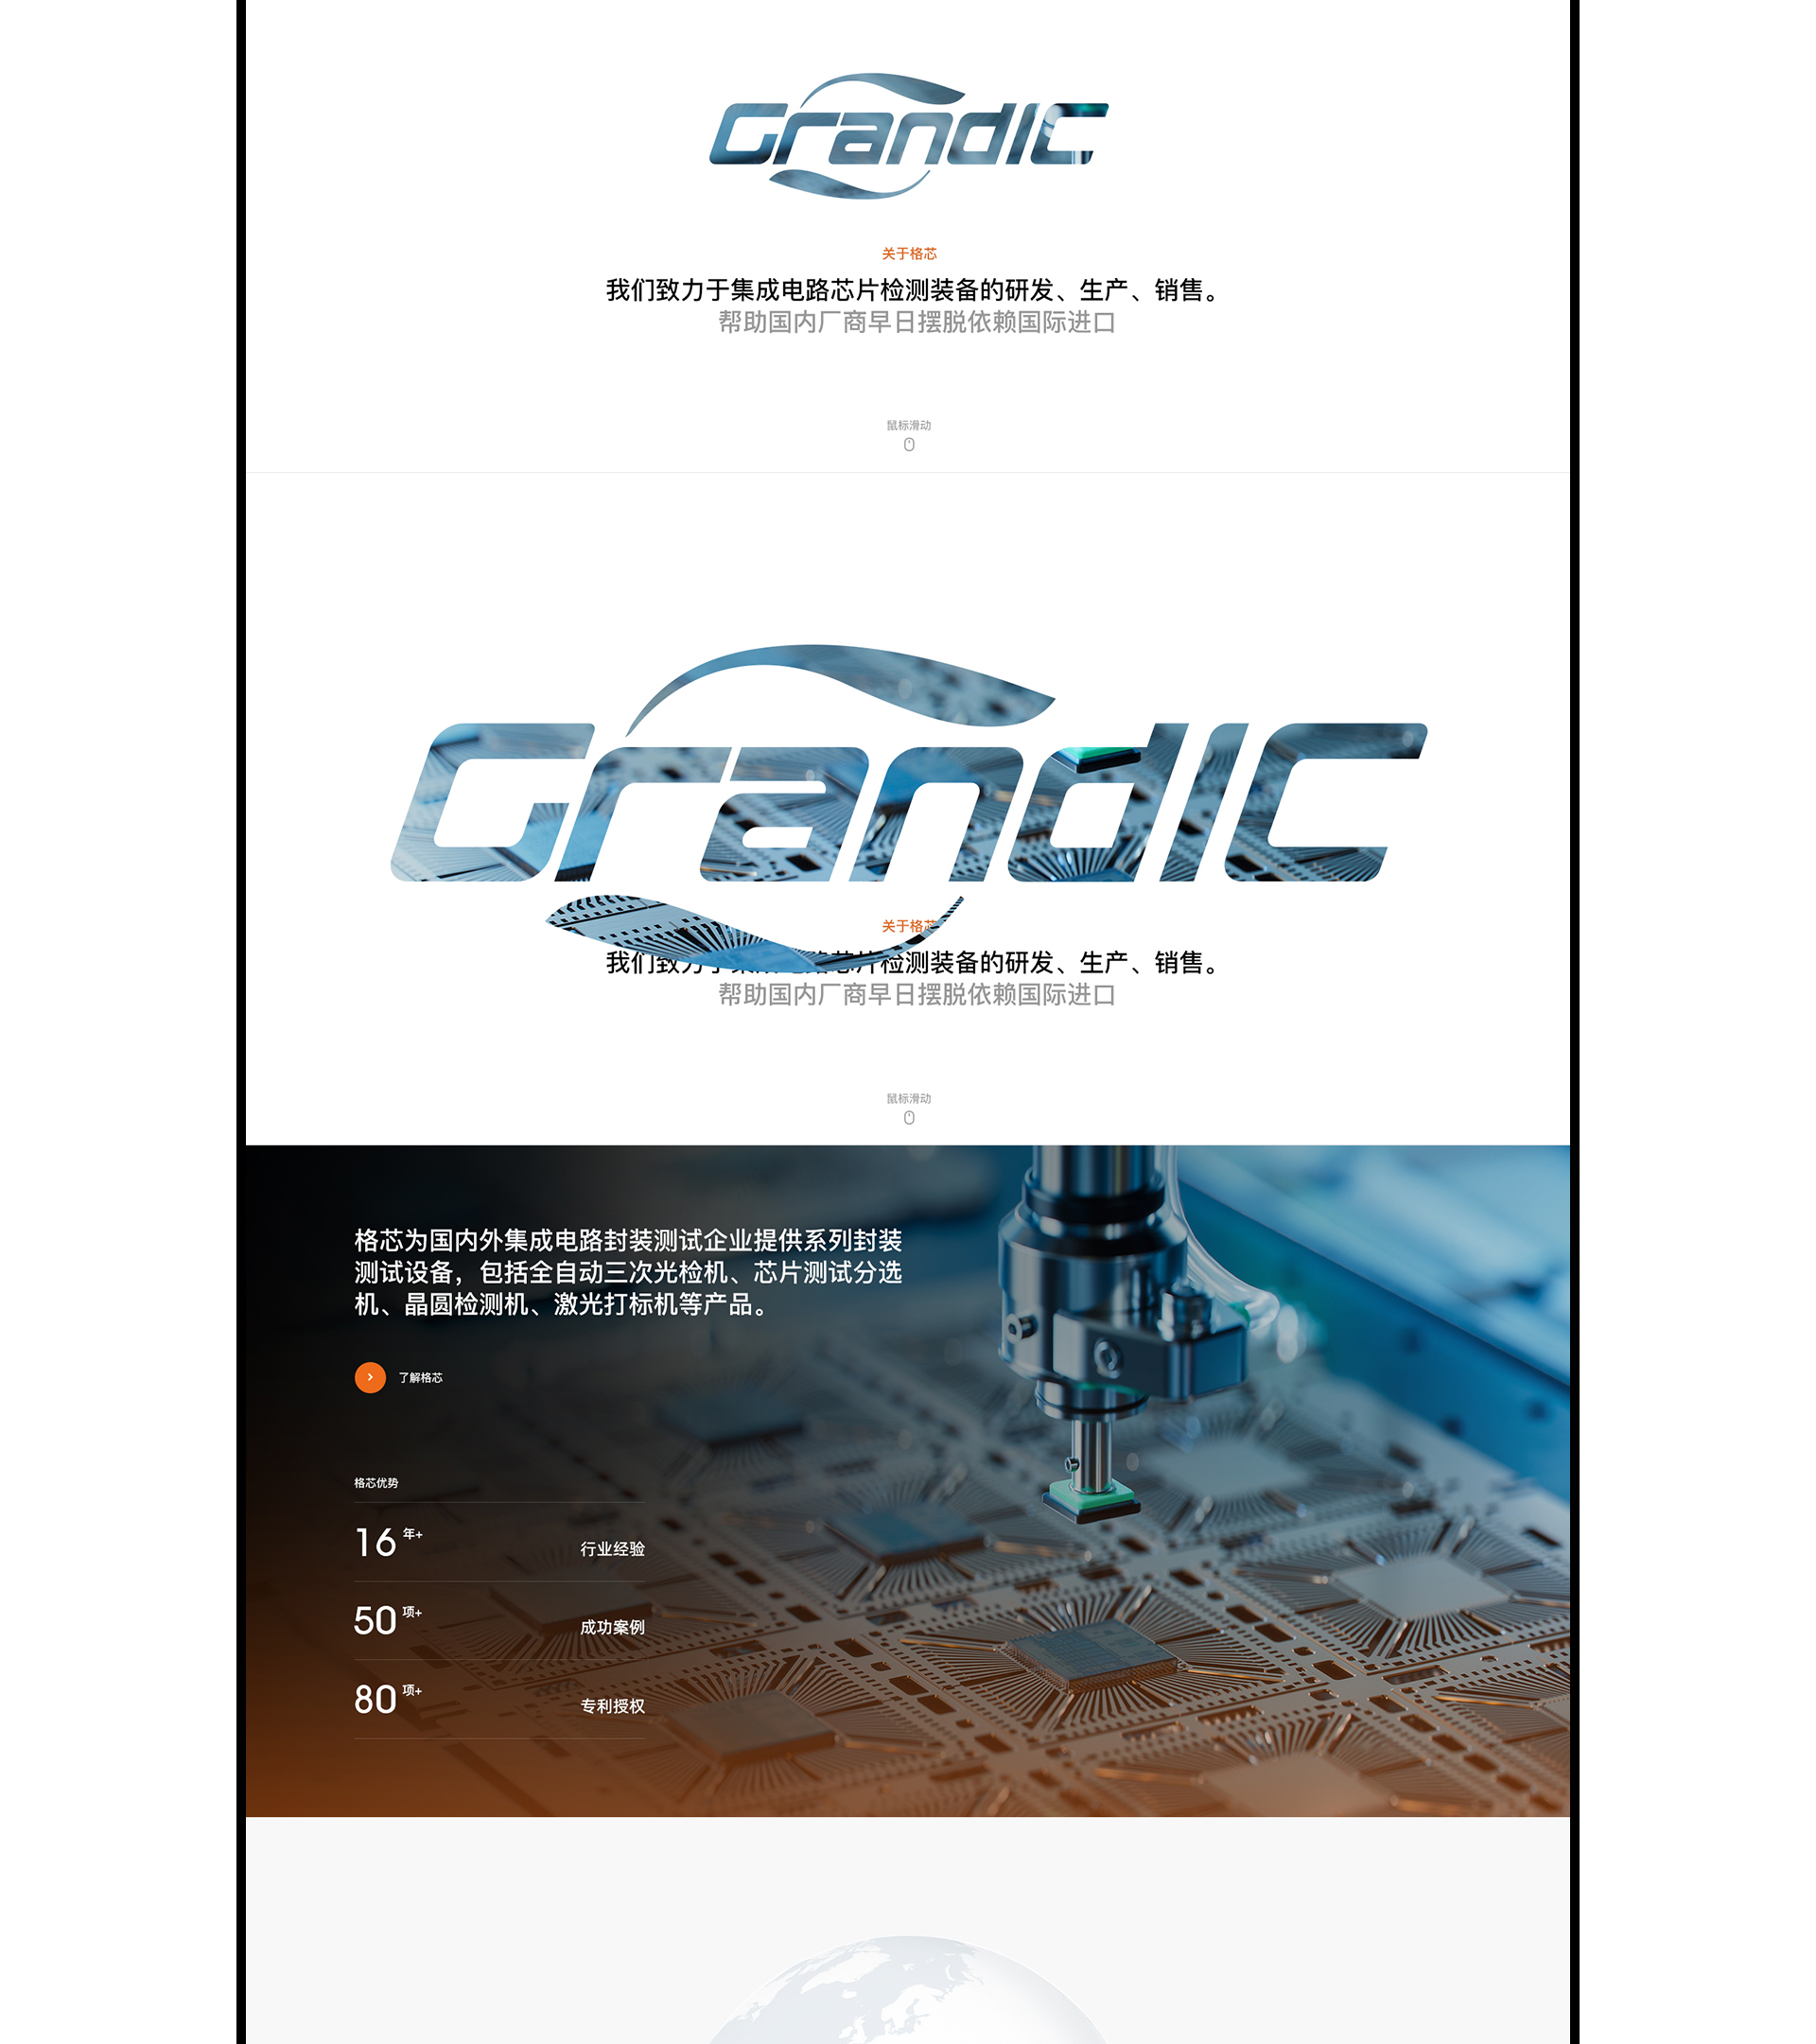 GrandIC
关于格芯
我们致力于集成电路芯片检测装备的研发、生产、销售。
帮助国内厂商早日摆脱依赖国际进口
鼠标滑动
GrandIC
关于格芯
我们致力于集成电路芯片检测装备的研发、生产、销售。
帮助国内厂商早日摆脱依赖国际进口
鼠标滑动
格芯为国内外集成电路封装测试企业提供系列封装
测试设备，包括全自动三次光检机、芯片测试分选
机、晶圆检测机、激光打标机等产品。
了解格芯
格芯优势
16 年+ 行业经验
50 项+ 成功案例
80 项+ 专利授权